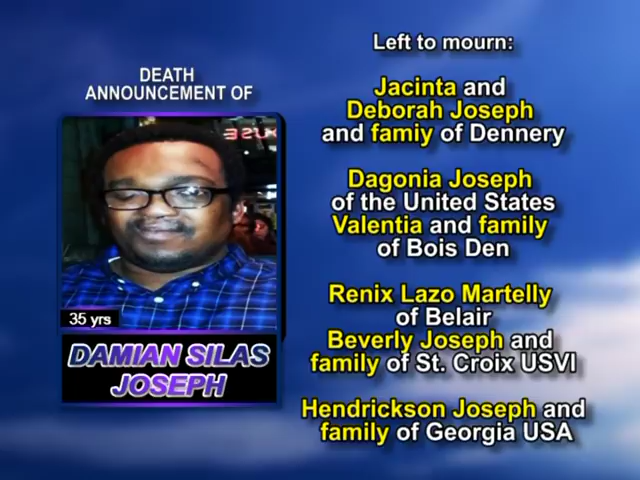 DEATH
ANNOUNCEMENT OF
35 yrs
DAMIAN SILAS
JOSEPH
Left to mourn:
Jacinta and
Deborah Joseph
and famiy of Dennery
Dagonia Joseph
of the United States
Valentia and family
of Bois Den
Renix Lazo Martelly
of Belair
Beverly Joseph and
family of St. Croix USVI
Hendrickson Joseph and
family of Georgia USA